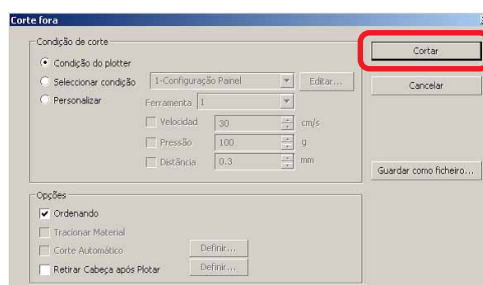 Corte fora
Condição de corte
Condição do plotter
Seleccionar condição 1-Configuração Painel Editar...
Personalizar Ferramenta 1
Velocidad 30 cm/s
Pressão 100 g
Distância 0.3 mm
Cortar
Cancelar
Guardar como ficheiro...
Opções
Ordenando
Tracionar Material
Corte Automático Definir...
Retirar Cabeça após Plotar Definir...